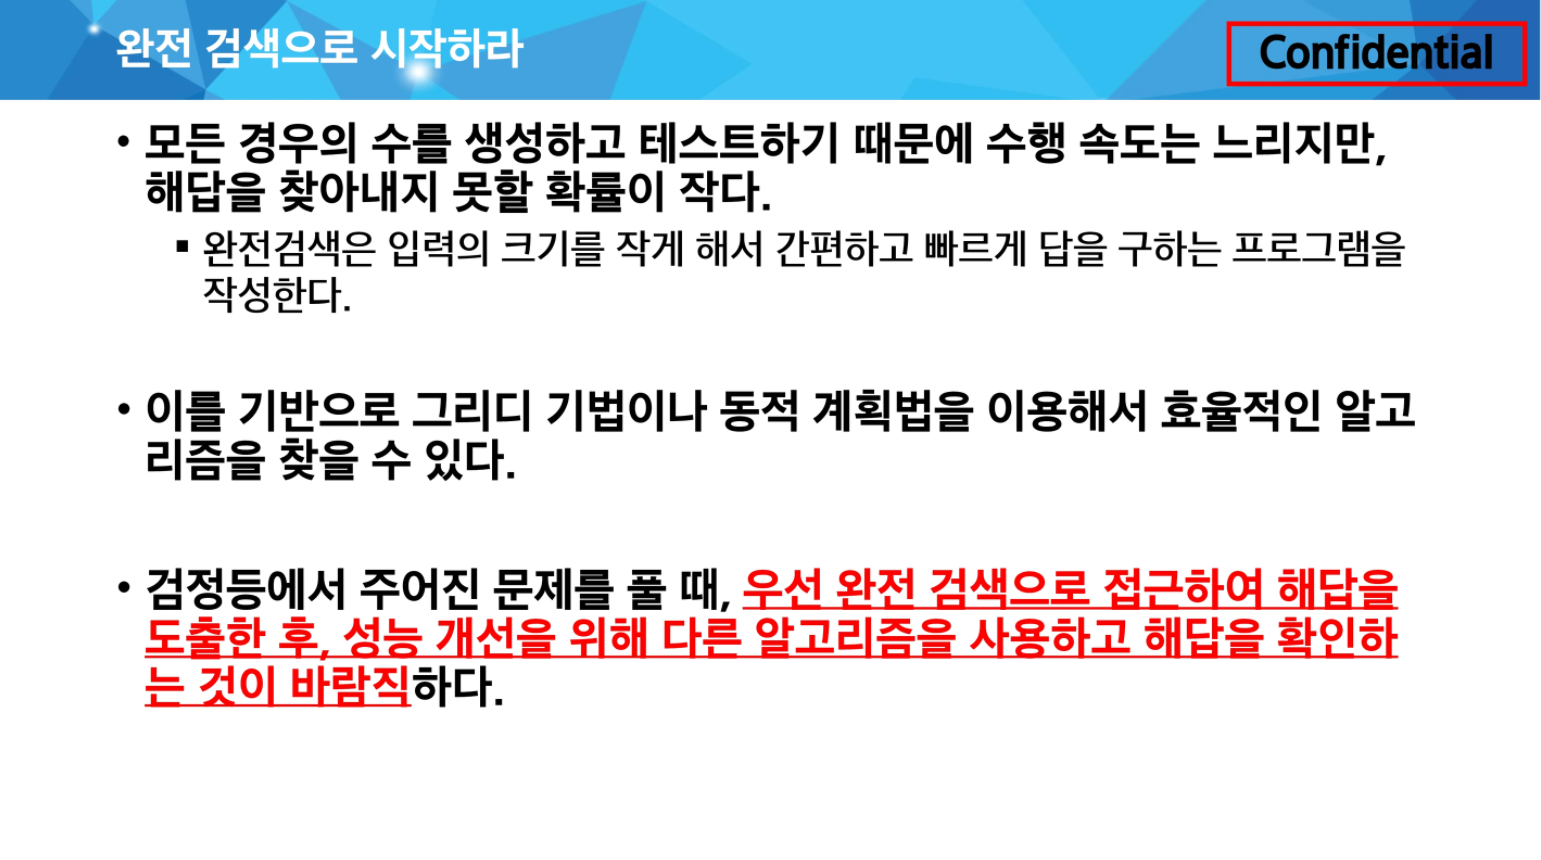 완전 검색으로 시작하라
Confidential
• 모든 경우의 수를 생성하고 테스트하기 때문에 수행 속도는 느리지만,
해답을 찾아내지 못할 확률이 작다.
▪ 완전검색은 입력의 크기를 작게 해서 간편하고 빠르게 답을 구하는 프로그램을
작성한다.
• 이를 기반으로 그리디 기법이나 동적 계획법을 이용해서 효율적인 알고
리즘을 찾을 수 있다.
• 검정등에서 주어진 문제를 풀 때, 우선 완전 검색으로 접근하여 해답을
도출한 후, 성능 개선을 위해 다른 알고리즘을 사용하고 해답을 확인하
는 것이 바람직하다.